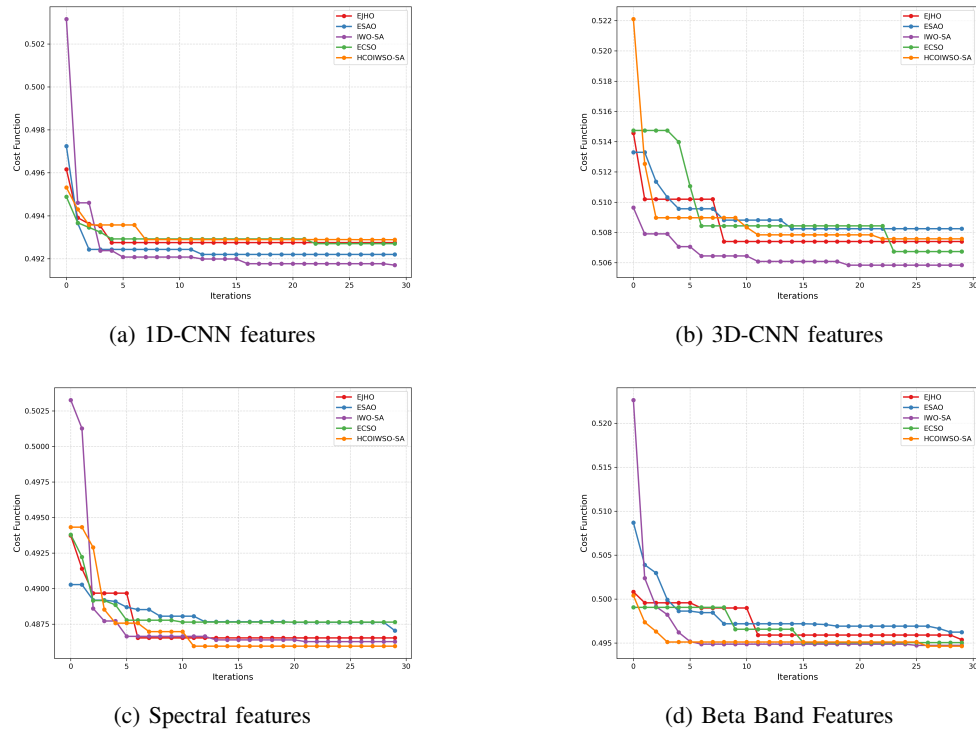 EJHO
ESAO
IWO-SA
ECSO
HCOIWSO-SA
0.502
0.500
0.498
0.496
0.494
0.492
Cost Function
0 5 10 15 20 25 30
Iterations
(a) 1D-CNN features
EJHO
ESAO
IWO-SA
ECSO
HCOIWSO-SA
0.522
0.520
0.518
0.516
0.514
0.512
0.510
0.508
0.506
Cost Function
0 5 10 15 20 25 30
Iterations
(b) 3D-CNN features
EJHO
ESAO
IWO-SA
ECSO
HCOIWSO-SA
0.5025
0.5000
0.4975
0.4950
0.4925
0.4900
0.4875
Cost Function
0 5 10 15 20 25 30
Iterations
(c) Spectral features
EJHO
ESAO
IWO-SA
ECSO
HCOIWSO-SA
0.520
0.515
0.510
0.505
0.500
0.495
Cost Function
0 5 10 15 20 25 30
Iterations
(d) Beta Band Features